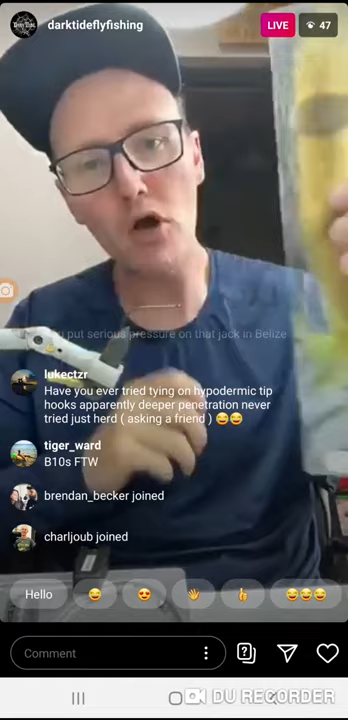 darktideflyfishing
LIVE
47
you put serious pressure on that jack in Belize
lukectzr
Have you ever tried tying on hypodermic tip
hooks apparently deeper penetration never
tried just herd ( asking a friend ) 😂😂
tiger_ward
B10s FTW
brendan_becker joined
charljoub joined
Hello
Comment
DU RECORDER